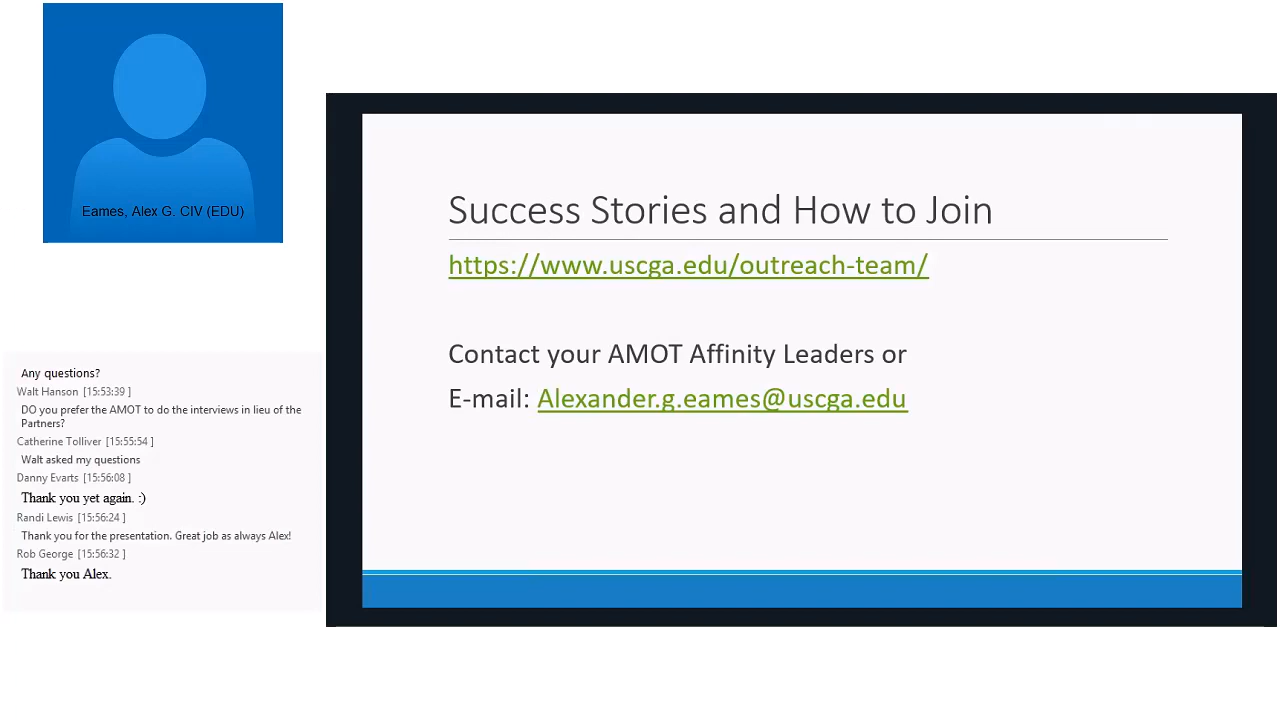 Eames, Alex G. CIV (EDU)
Any questions?
Walt Hanson [15:53:39 ]
DO you prefer the AMOT to do the interviews in lieu of the
Partners?
Catherine Tolliver [15:55:54 ]
Walt asked my questions
Danny Evarts [15:56:08 ]
Thank you yet again. :)
Randi Lewis [15:56:24 ]
Thank you for the presentation. Great job as always Alex!
Rob George [15:56:32 ]
Thank you Alex.
Success Stories and How to Join
https://www.uscga.edu/outreach-team/
Contact your AMOT Affinity Leaders or
E-mail: Alexander.g.eames@uscga.edu